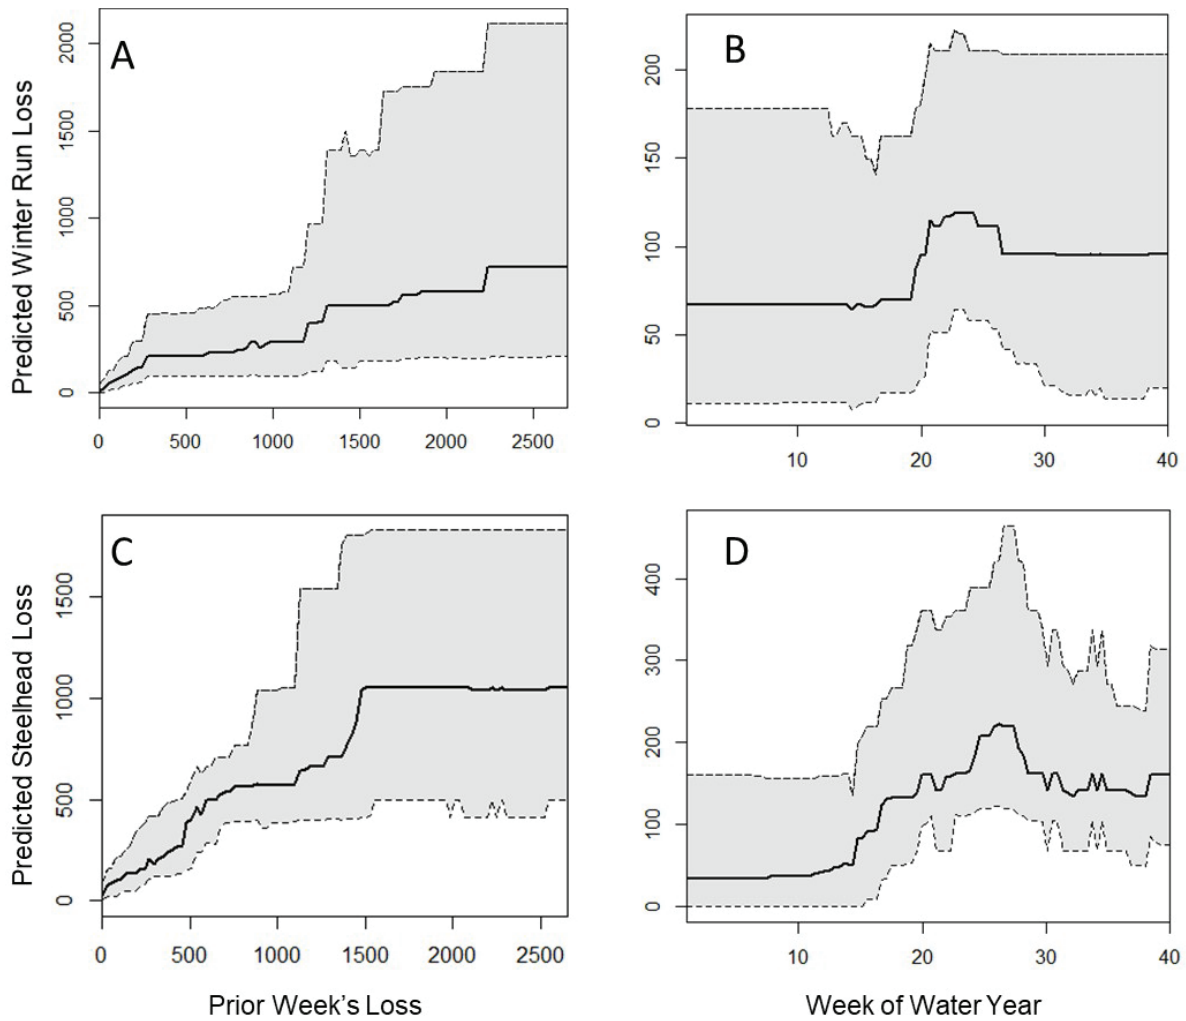 A
Predicted Winter Run Loss
0 500 1000 1500 2000
0 500 1000 1500 2000 2500
B
0 50 100 150 200
10 20 30 40
C
Predicted Steelhead Loss
0 500 1000 1500
0 500 1000 1500 2000 2500
Prior Week's Loss
D
0 100 200 300 400
10 20 30 40
Week of Water Year